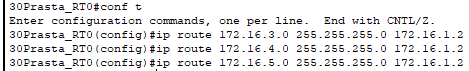 30Prasta_RT0#conf t
Enter configuration commands, one per line.  End with CNTL/Z.
30Prasta_RT0(config)#ip route 172.16.3.0 255.255.255.0 172.16.1.2
30Prasta_RT0(config)#ip route 172.16.4.0 255.255.255.0 172.16.1.2
30Prasta_RT0(config)#ip route 172.16.5.0 255.255.255.0 172.16.1.2